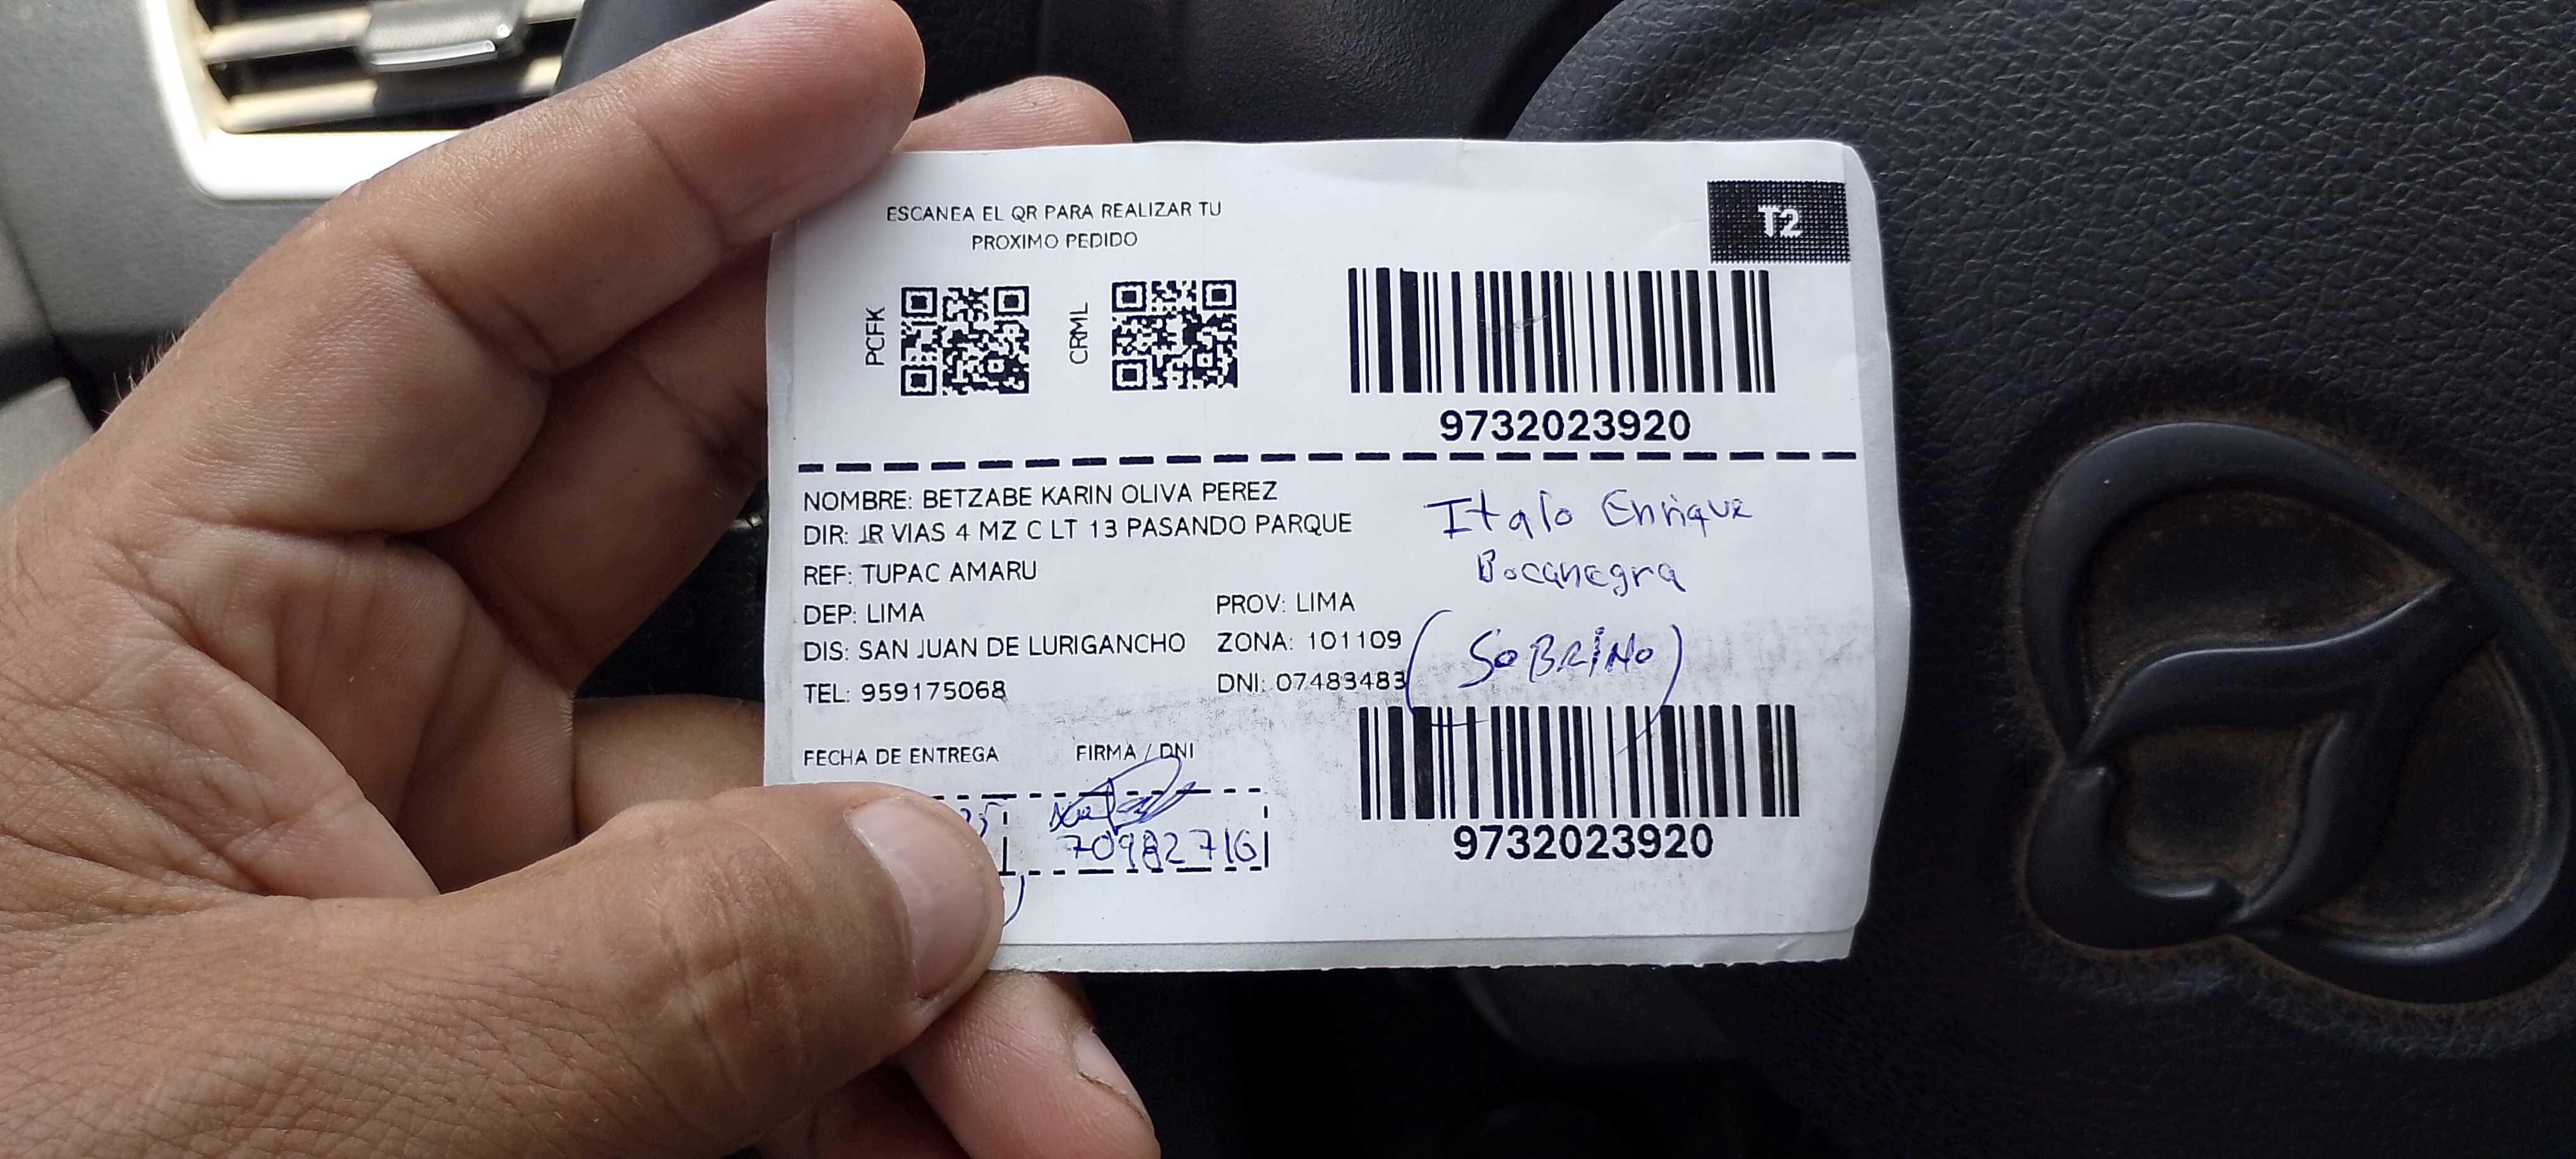 ESCANEA EL QR PARA REALIZAR TU
PROXIMO PEDIDO
T2
PCFK
CRML
9732023920
NOMBRE: BETZABE KARIN OLIVA PEREZ
DIR: JR VIAS 4 MZ C LT 13 PASANDO PARQUE
REF: TUPAC AMARU
DEP: LIMA PROV: LIMA
DIS: SAN JUAN DE LURIGANCHO ZONA: 101109
TEL: 959175068 DNI: 07483483
Italo Enrique
Bocanegra
(SOBRINO)
FECHA DE ENTREGA FIRMA / DNI
25
70982716
9732023920